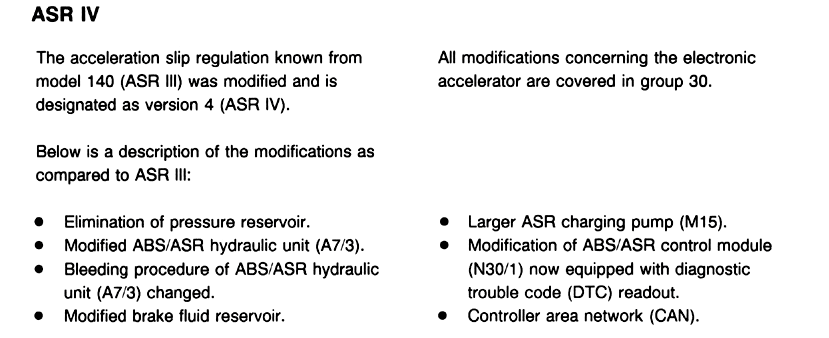 ASR IV
The acceleration slip regulation known from
model 140 (ASR III) was modified and is
designated as version 4 (ASR IV).
All modifications concerning the electronic
accelerator are covered in group 30.
Below is a description of the modifications as
compared to ASR III:
● Elimination of pressure reservoir.
● Modified ABS/ASR hydraulic unit (A7/3).
● Bleeding procedure of ABS/ASR hydraulic
unit (A7/3) changed.
● Modified brake fluid reservoir.
● Larger ASR charging pump (M15).
● Modification of ABS/ASR control module
(N30/1) now equipped with diagnostic
trouble code (DTC) readout.
● Controller area network (CAN).